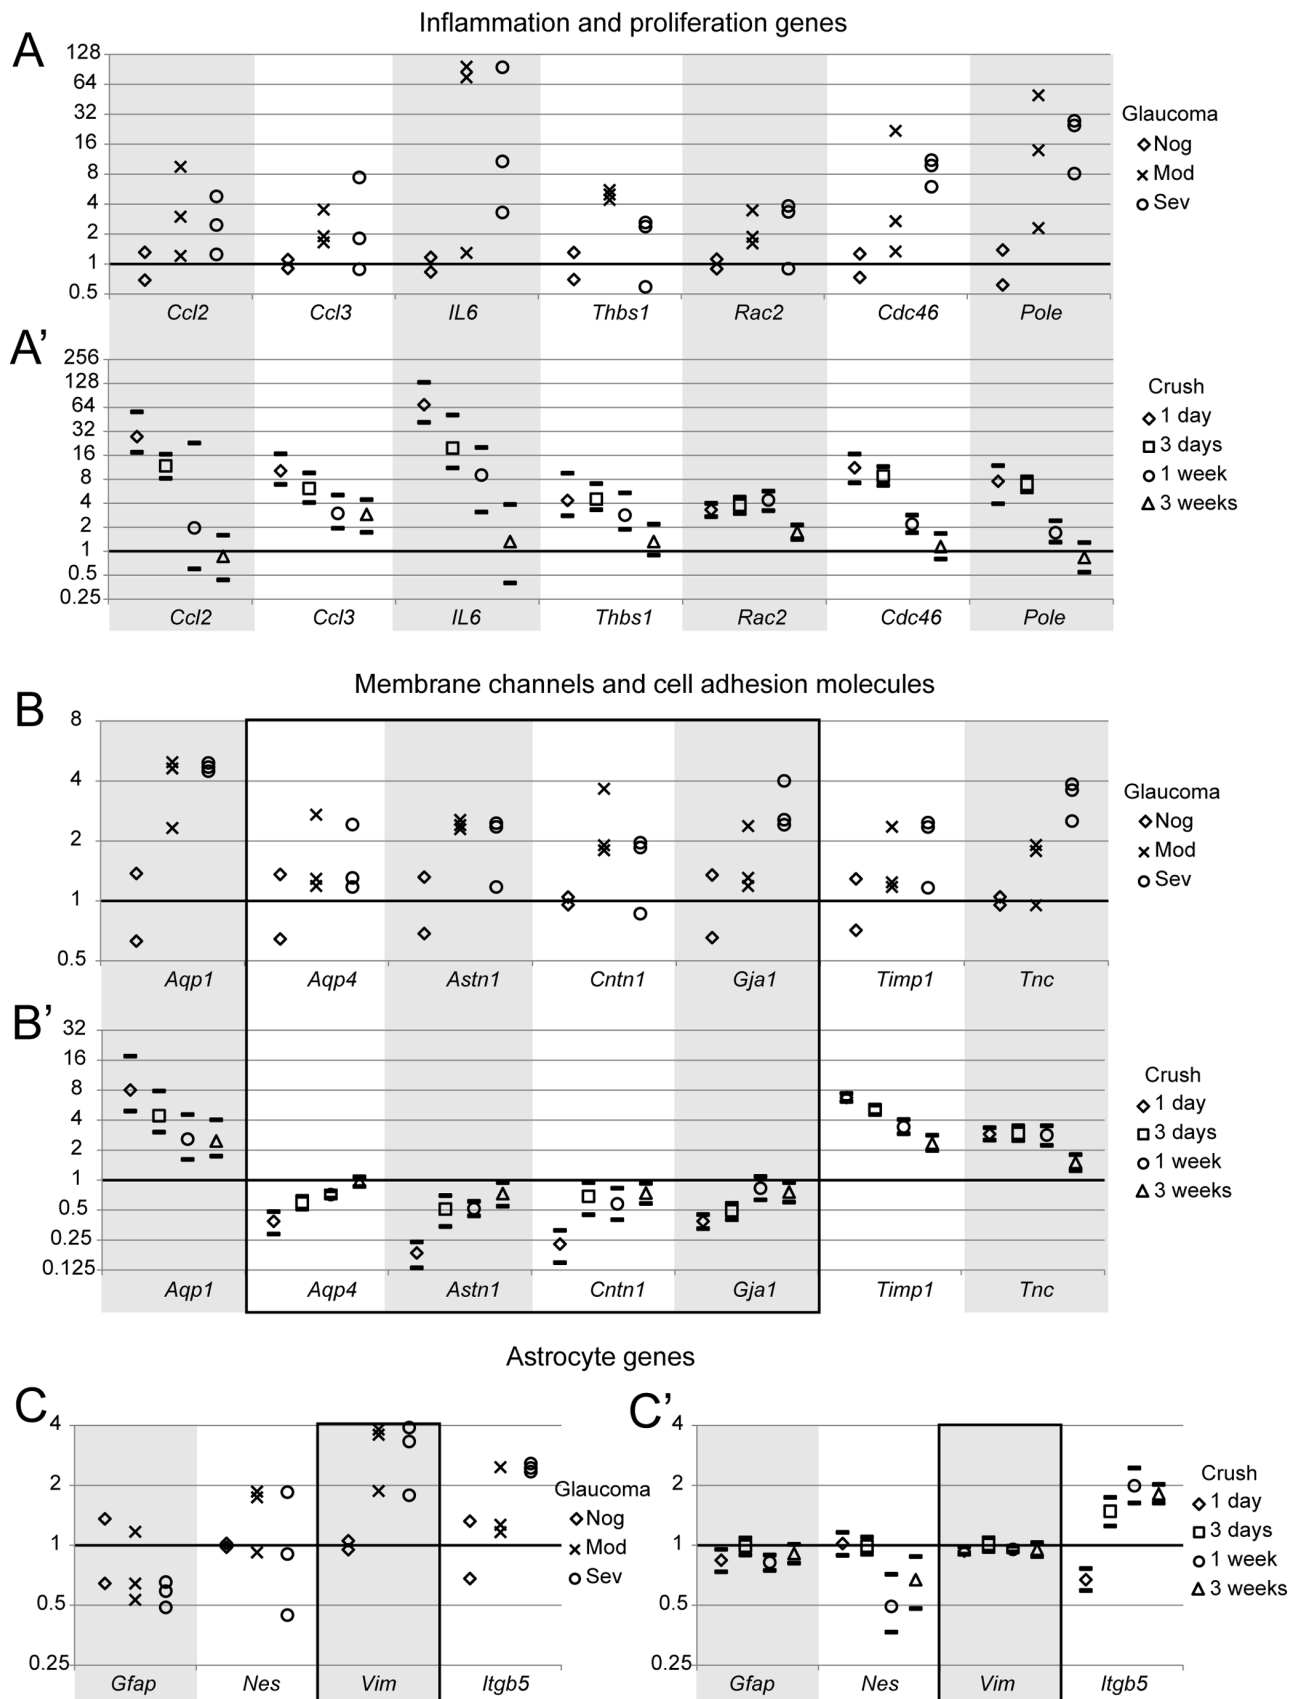 Inflammation and proliferation genes
A
128
64
32
16
8
4
2
1
0.5
Ccl2 Ccl3 IL6 Thbs1 Rac2 Cdc46 Pole
Glaucoma
Nog
Mod
Sev
A’
256
128
64
32
16
8
4
2
1
0.5
0.25
Ccl2 Ccl3 IL6 Thbs1 Rac2 Cdc46 Pole
Crush
1 day
3 days
1 week
3 weeks
Membrane channels and cell adhesion molecules
B
8
4
2
1
0.5
Aqp1 Aqp4 Astn1 Cntn1 Gja1 Timp1 Tnc
Glaucoma
Nog
Mod
Sev
B’
32
16
8
4
2
1
0.5
0.25
0.125
Aqp1 Aqp4 Astn1 Cntn1 Gja1 Timp1 Tnc
Crush
1 day
3 days
1 week
3 weeks
Astrocyte genes
C
4
2
1
0.5
0.25
Gfap Nes Vim Itgb5
Glaucoma
Nog
Mod
Sev
C’
4
2
1
0.5
0.25
Gfap Nes Vim Itgb5
Crush
1 day
3 days
1 week
3 weeks